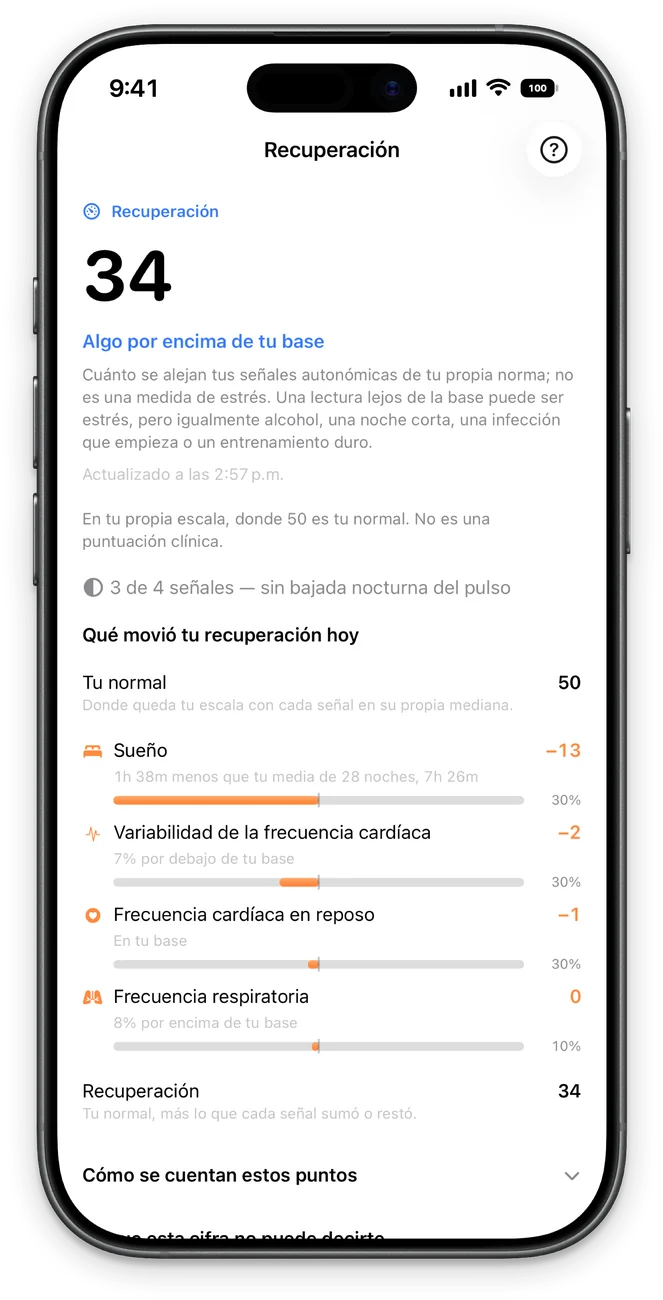 9:41
100
Recuperación
Recuperación
34
Algo por encima de tu base
Cuánto se alejan tus señales autonómicas de tu propia norma; no
es una medida de estrés. Una lectura lejos de la base puede ser
estrés, pero igualmente alcohol, una noche corta, una infección
que empieza o un entrenamiento duro.
Actualizado a las 2:57 p.m.
En tu propia escala, donde 50 es tu normal. No es una
puntuación clínica.
3 de 4 señales — sin bajada nocturna del pulso
Qué movió tu recuperación hoy
Tu normal 50
Donde queda tu escala con cada señal en su propia mediana.
Sueño −13
1h 38m menos que tu media de 28 noches, 7h 26m
30%
Variabilidad de la frecuencia cardíaca −2
7% por debajo de tu base
30%
Frecuencia cardíaca en reposo −1
En tu base
30%
Frecuencia respiratoria 0
8% por encima de tu base
10%
Recuperación 34
Tu normal, más lo que cada señal sumó o restó.
Cómo se cuentan estos puntos
esta cifra no puede decirte